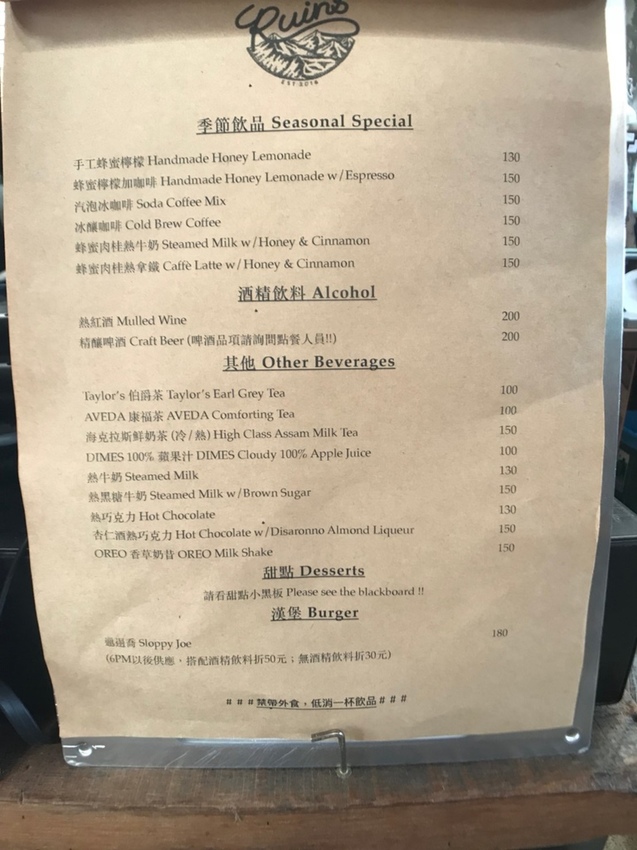 Ruins
EST. 2016
季節飲品 Seasonal Special
手工蜂蜜檸檬 Handmade Honey Lemonade 130
蜂蜜檸檬加咖啡 Handmade Honey Lemonade w/Espresso 150
汽泡冰咖啡 Soda Coffee Mix 150
冰釀咖啡 Cold Brew Coffee 150
蜂蜜肉桂熱牛奶 Steamed Milk w/Honey & Cinnamon 150
蜂蜜肉桂熱拿鐵 Caffè Latte w/Honey & Cinnamon 150
酒精飲料 Alcohol
熱紅酒 Mulled Wine 200
精釀啤酒 Craft Beer (啤酒品項請詢問點餐人員!!) 200
其他 Other Beverages
Taylor's 伯爵茶 Taylor's Earl Grey Tea 100
AVEDA 康福茶 AVEDA Comforting Tea 100
海克拉斯鮮奶茶 (冷/熱) High Class Assam Milk Tea 150
DIMES 100% 蘋果汁 DIMES Cloudy 100% Apple Juice 100
熱牛奶 Steamed Milk 130
熱黑糖牛奶 Steamed Milk w/Brown Sugar 150
熱巧克力 Hot Chocolate 130
杏仁酒熱巧克力 Hot Chocolate w/Disaronno Almond Liqueur 150
OREO 香草奶昔 OREO Milk Shake 150
甜點 Desserts
請看甜點小黑板 Please see the blackboard !!
漢堡 Burger
邋遢喬 Sloppy Joe 180
(6PM以後供應，搭配酒精飲料折50元；無酒精飲料折30元)
###禁帶外食，低消一杯飲品###